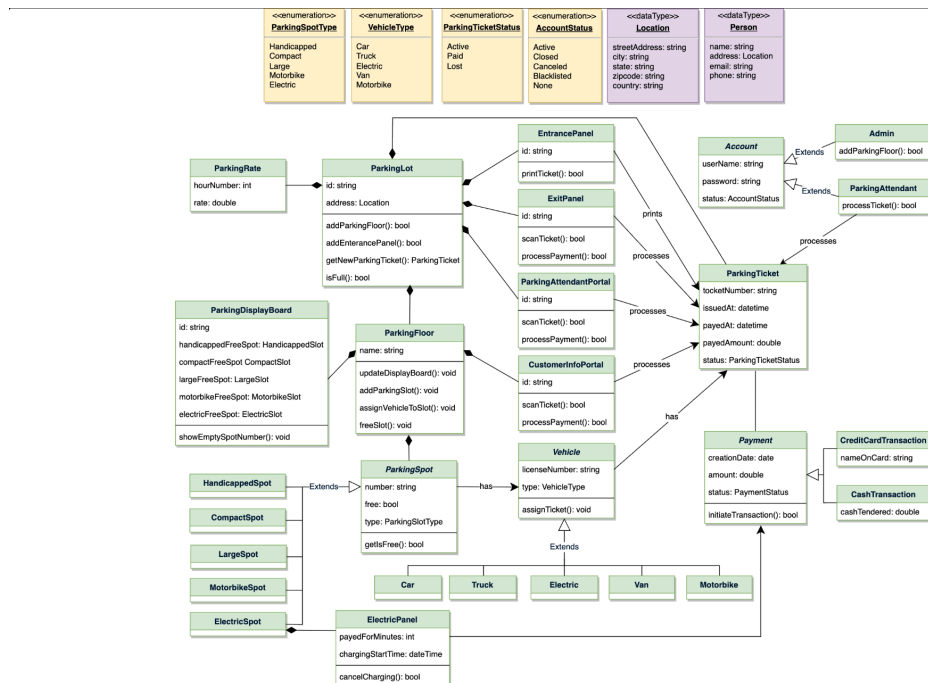 <<enumeration>>
ParkingSpotType
Handicapped
Compact
Large
Motorbike
Electric
<<enumeration>>
VehicleType
Car
Truck
Electric
Van
Motorbike
<<enumeration>>
ParkingTicketStatus
Active
Paid
Lost
<<enumeration>>
AccountStatus
Active
Closed
Canceled
Blacklisted
None
<<dataType>>
Location
streetAddress: string
city: string
state: string
zipcode: string
country: string
<<dataType>>
Person
name: string
address: Location
email: string
phone: string
ParkingRate
hourNumber: int
rate: double
ParkingLot
id: string
address: Location
addParkingFloor(): bool
addEnterancePanel(): bool
getNewParkingTicket(): ParkingTicket
isFull(): bool
EntrancePanel
id: string
printTicket(): bool
ExitPanel
id: string
scanTicket(): bool
processPayment(): bool
ParkingAttendantPortal
id: string
scanTicket(): bool
processPayment(): bool
CustomerInfoPortal
id: string
scanTicket(): bool
processPayment(): bool
prints
processes
processes
processes
has
Account
userName: string
password: string
status: AccountStatus
Extends
Extends
Admin
addParkingFloor(): bool
ParkingAttendant
processTicket(): bool
processes
ParkingTicket
tocketNumber: string
issuedAt: datetime
payedAt: datetime
payedAmount: double
status: ParkingTicketStatus
ParkingDisplayBoard
id: string
handicappedFreeSpot: HandicappedSlot
compactFreeSpot CompactSlot
largeFreeSpot: LargeSlot
motorbikeFreeSpot: MotorbikeSlot
electricFreeSpot: ElectricSlot
showEmptySpotNumber(): void
ParkingFloor
name: string
updateDisplayBoard(): void
addParkingSlot(): void
assignVehicleToSlot(): void
freeSlot(): void
ParkingSpot
number: string
free: bool
type: ParkingSlotType
getIsFree(): bool
Extends
has
Vehicle
licenseNumber: string
type: VehicleType
assignTicket(): void
Extends
Payment
creationDate: date
amount: double
status: PaymentStatus
initiateTransaction(): bool
CreditCardTransaction
nameOnCard: string
CashTransaction
cashTendered: double
HandicappedSpot
CompactSpot
LargeSpot
MotorbikeSpot
ElectricSpot
Car
Truck
Electric
Van
Motorbike
ElectricPanel
payedForMinutes: int
chargingStartTime: dateTime
cancelCharging(): bool